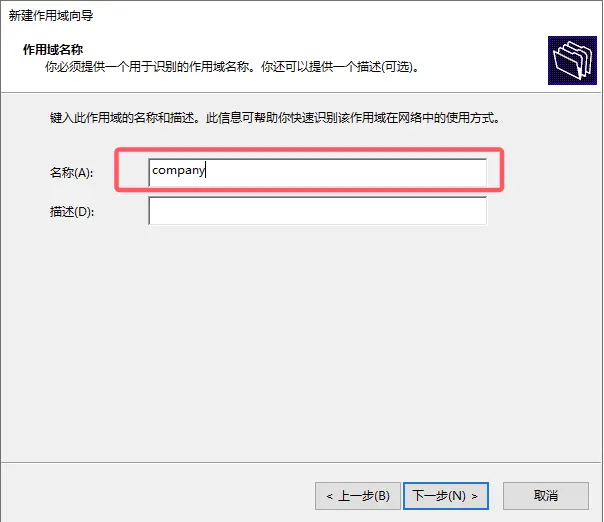 新建作用域向导
作用域名称
你必须提供一个用于识别的作用域名称。你还可以提供一个描述(可选)。
键入此作用域的名称和描述。此信息可帮助你快速识别该作用域在网络中的使用方式。
名称(A):
company
描述(D):
< 上一步(B)
下一步(N) >
取消